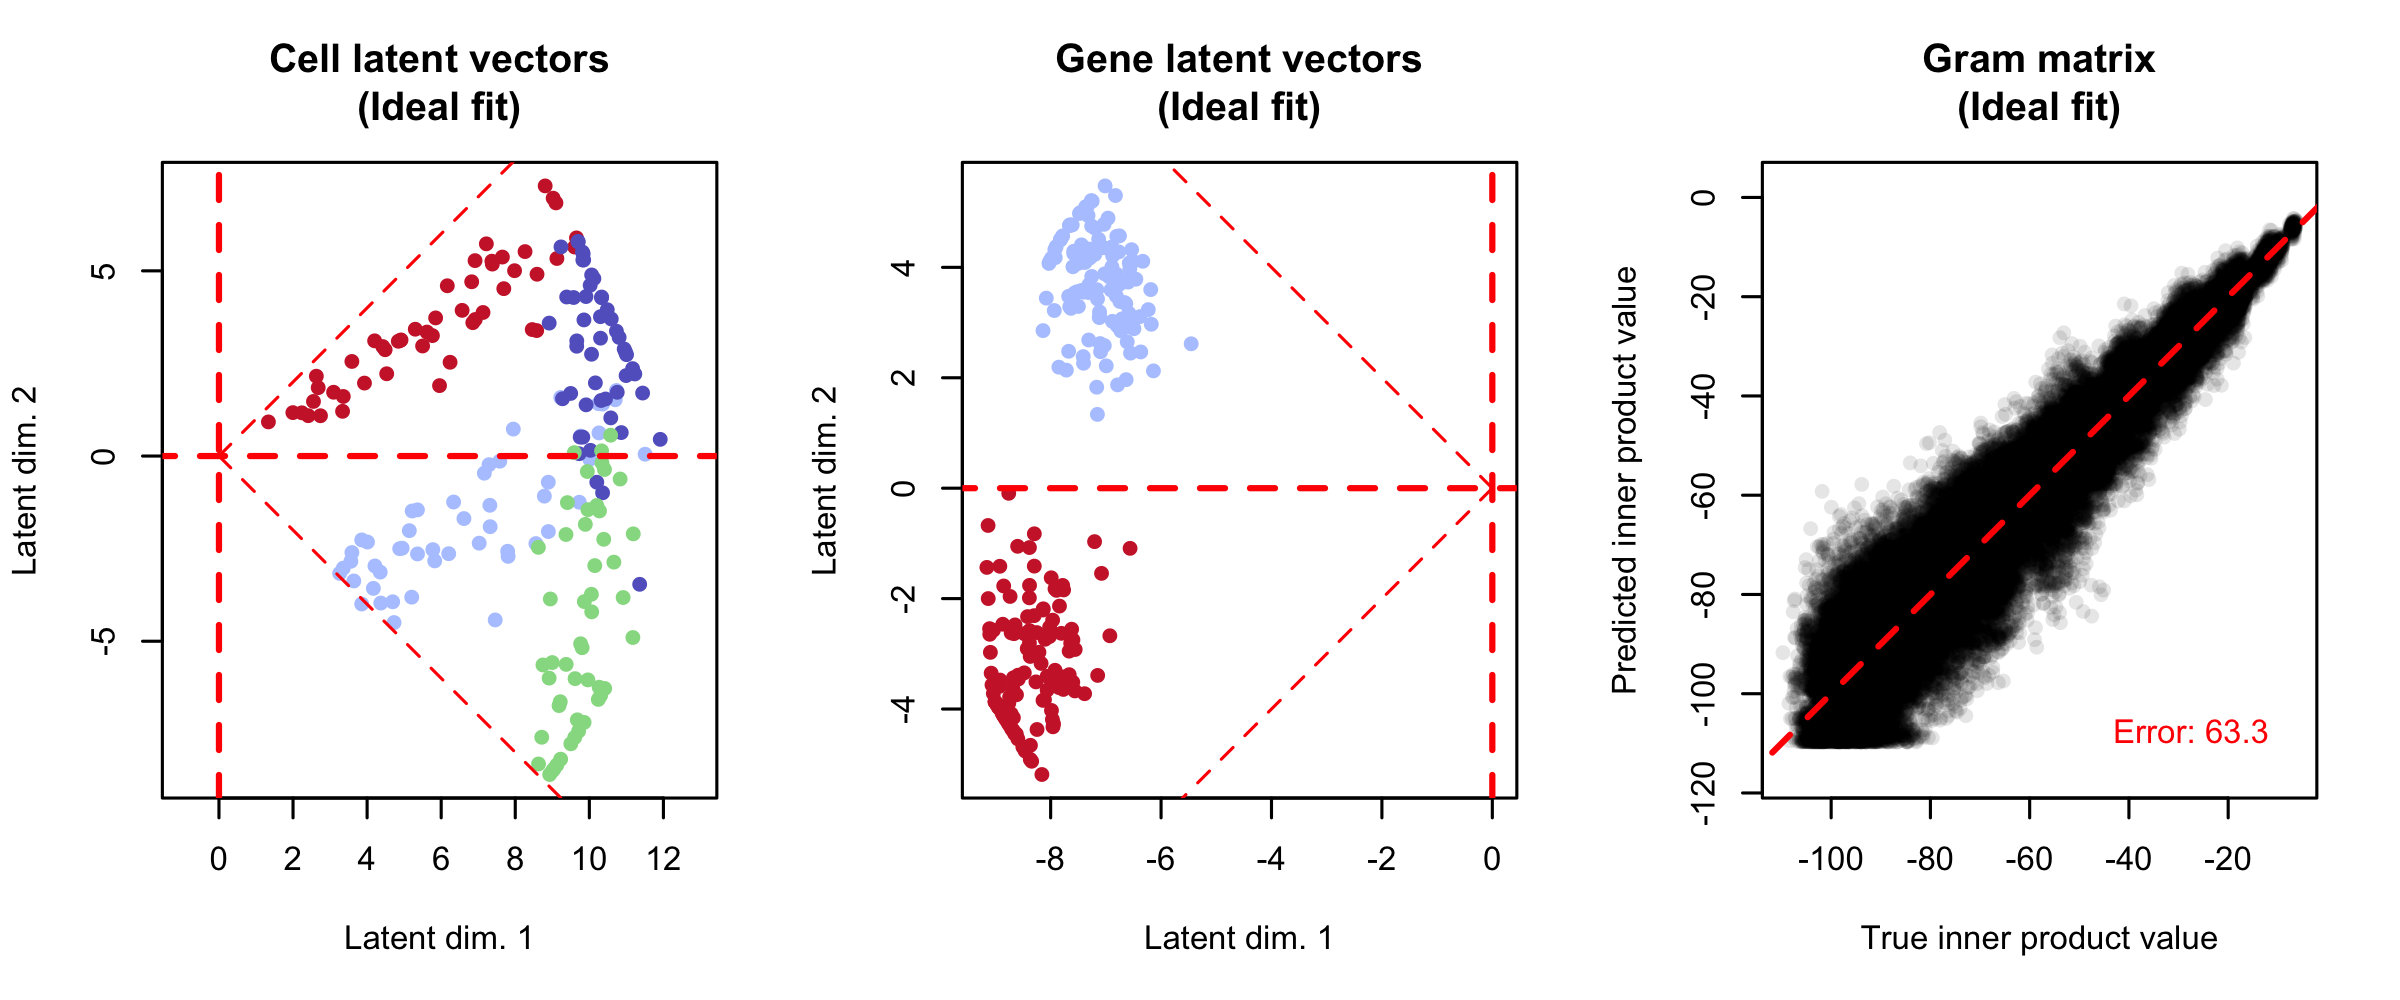 Cell latent vectors
(Ideal fit)
Latent dim. 2
5
0
-5
0 2 4 6 8 10 12
Latent dim. 1
Gene latent vectors
(Ideal fit)
Latent dim. 2
4
2
0
-2
-4
-8 -6 -4 -2 0
Latent dim. 1
Gram matrix
(Ideal fit)
Predicted inner product value
0
-20
-40
-60
-80
-100
-120
Error: 63.3
-100 -80 -60 -40 -20
True inner product value